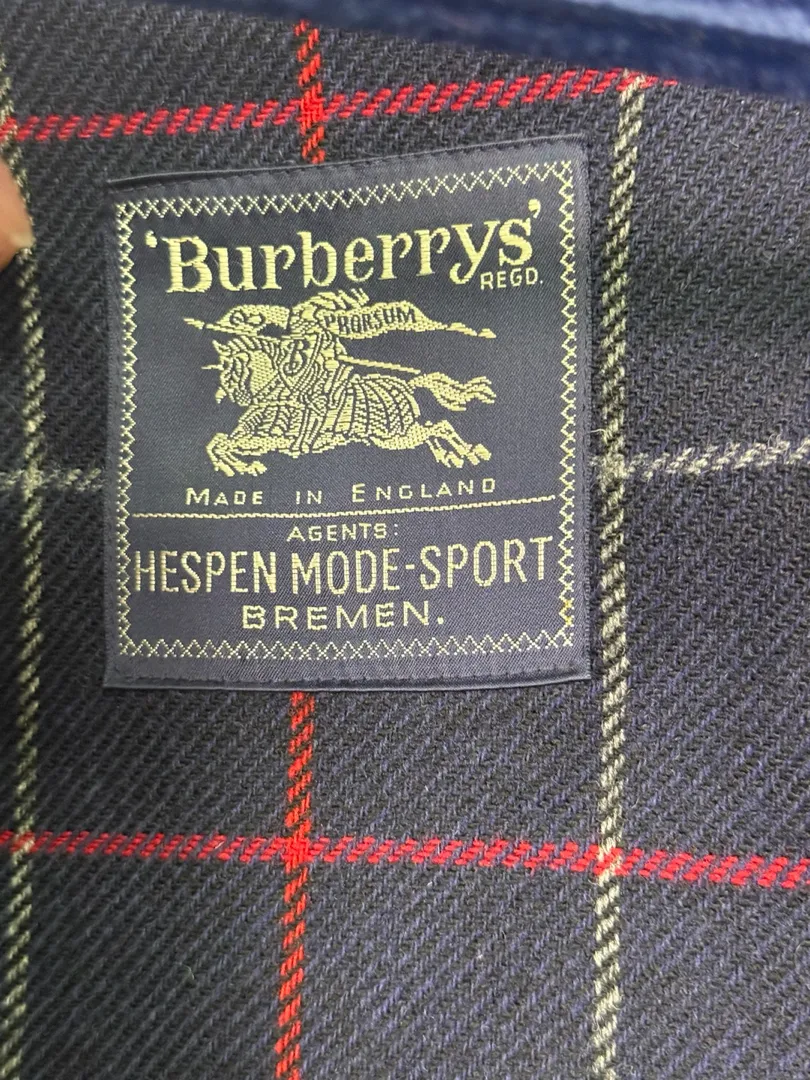 'Burberrys'
REGD.
PRORSUM
B
MADE IN ENGLAND
AGENTS:
HESPEN MODE-SPORT
BREMEN.